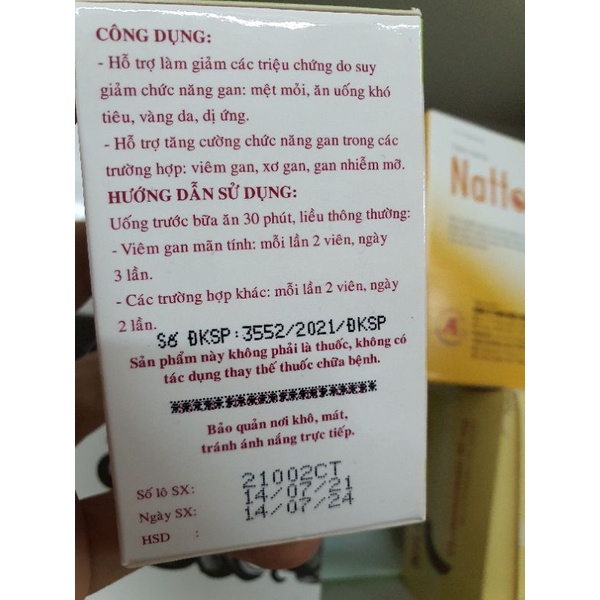 CÔNG DỤNG:
- Hỗ trợ làm giảm các triệu chứng do suy
giảm chức năng gan: mệt mỏi, ăn uống khó
tiêu, vàng da, dị ứng.
- Hỗ trợ tăng cường chức năng gan trong các
trường hợp: viêm gan, xơ gan, gan nhiễm mỡ.
HƯỚNG DẪN SỬ DỤNG:
Uống trước bữa ăn 30 phút, liều thông thường:
- Viêm gan mãn tính: mỗi lần 2 viên, ngày
3 lần.
- Các trường hợp khác: mỗi lần 2 viên, ngày
2 lần.
Số ĐKSP:3552/2021/ĐKSP
Sản phẩm này không phải là thuốc, không có
tác dụng thay thế thuốc chữa bệnh.
Bảo quản nơi khô, mát,
tránh ánh nắng trực tiếp.
Số lô SX: 21002CT
Ngày SX: 14/07/21
HSD : 14/07/24
Natt